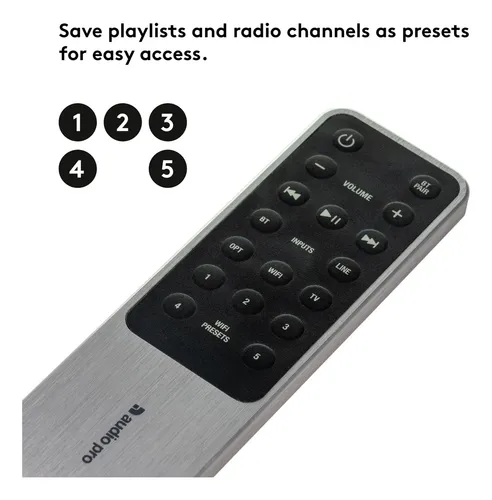 Save playlists and radio channels as presets
for easy access.
1 2 3
4 5
BT
PAIR
−
VOLUME
+
BT
INPUTS
OPT
WIFI
LINE
TV
1
2
3
4
WIFI
PRESETS
5
audio pro